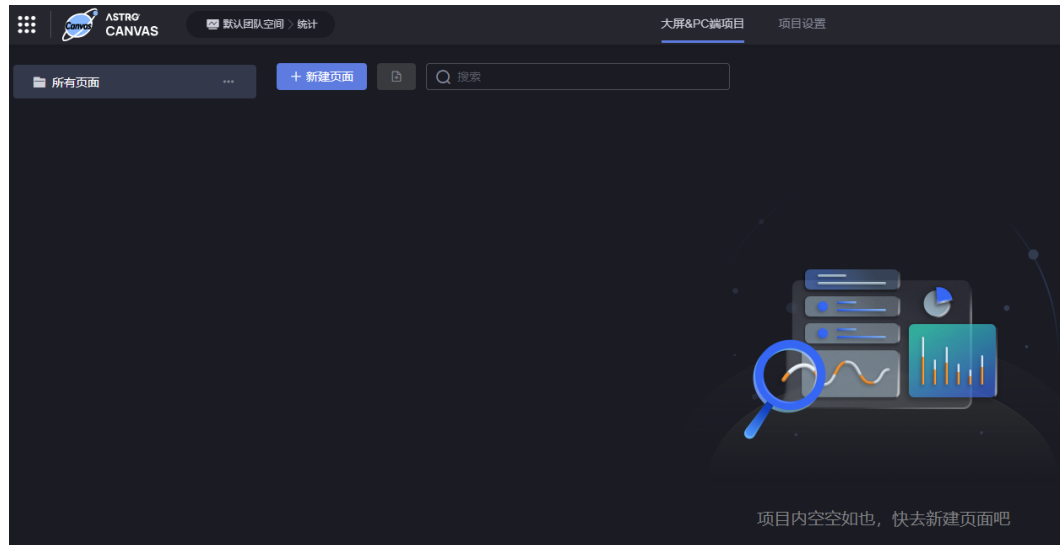 Canvas
ASTRO
CANVAS
默认团队空间 > 统计
大屏&PC端项目
项目设置
所有页面
...
+ 新建页面
搜索
项目内空空如也，快去新建页面吧